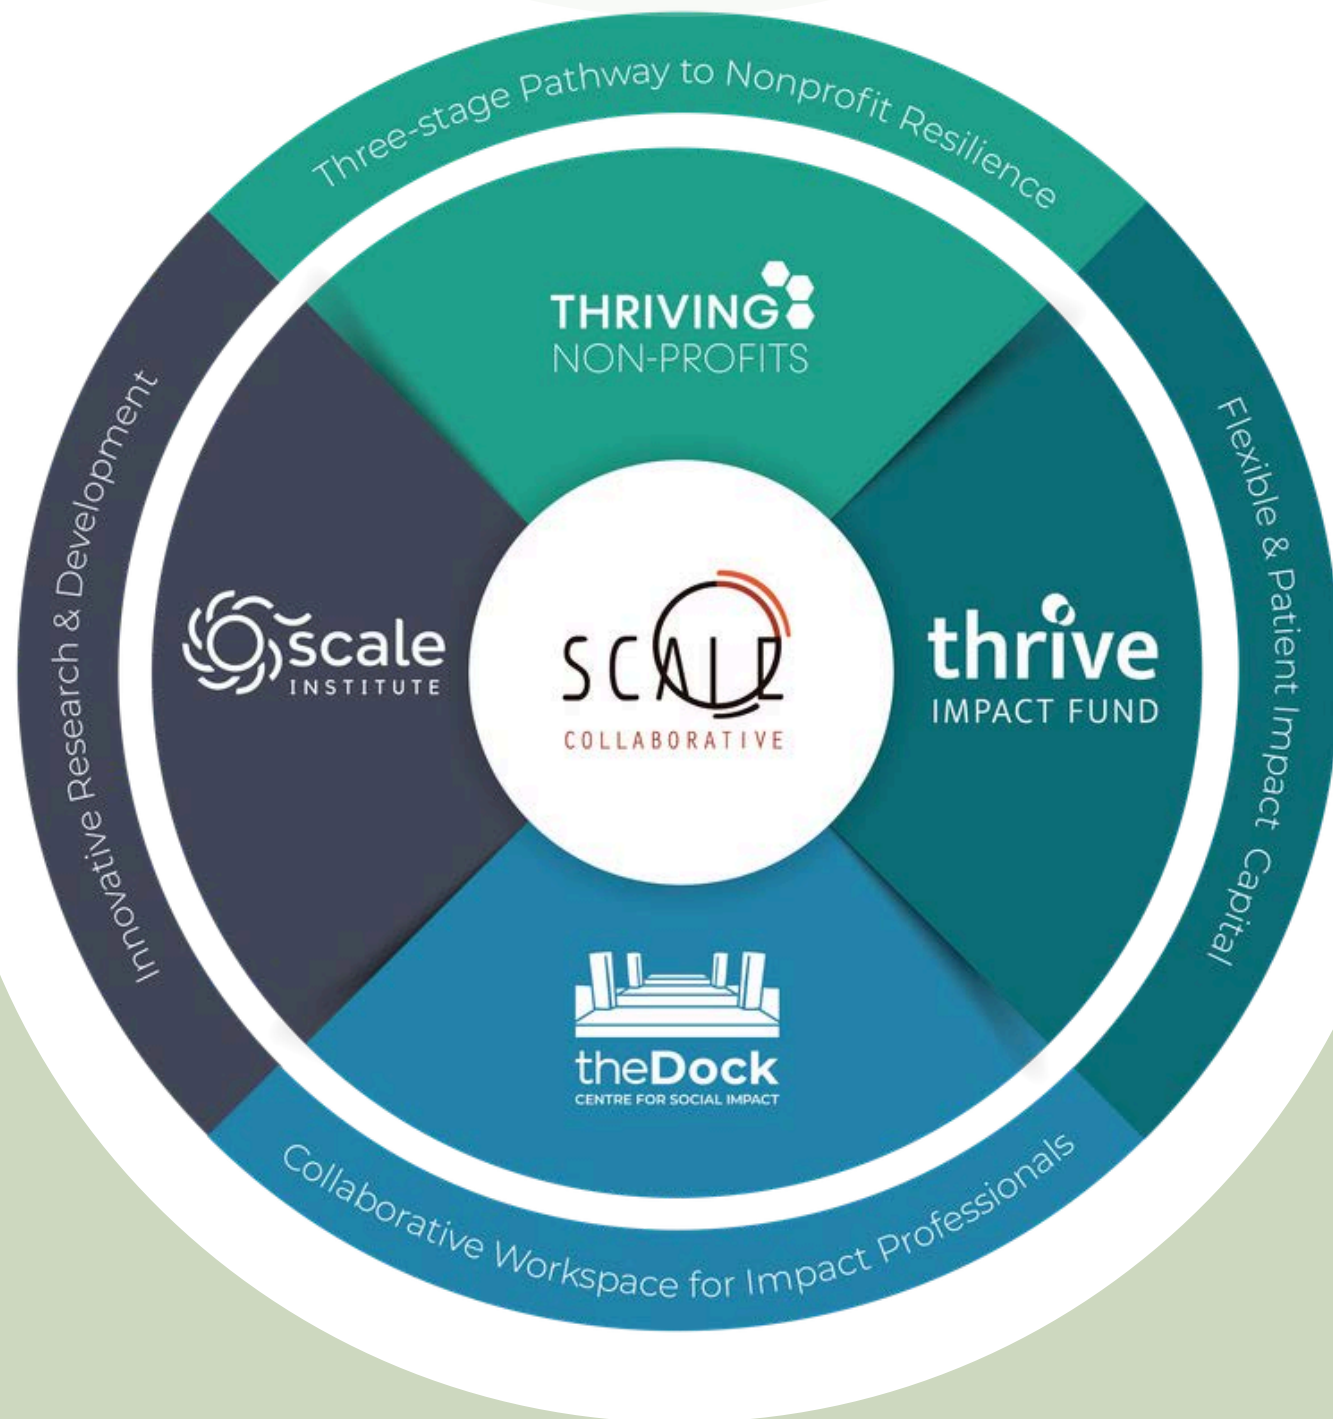 Three-stage Pathway to Nonprofit Resilience
THRIVING
NON-PROFITS
Innovative Research & Development
scale
INSTITUTE
SCALE
COLLABORATIVE
thrive
IMPACT FUND
Flexible & Patient Impact Capital
theDock
CENTRE FOR SOCIAL IMPACT
Collaborative Workspace for Impact Professionals